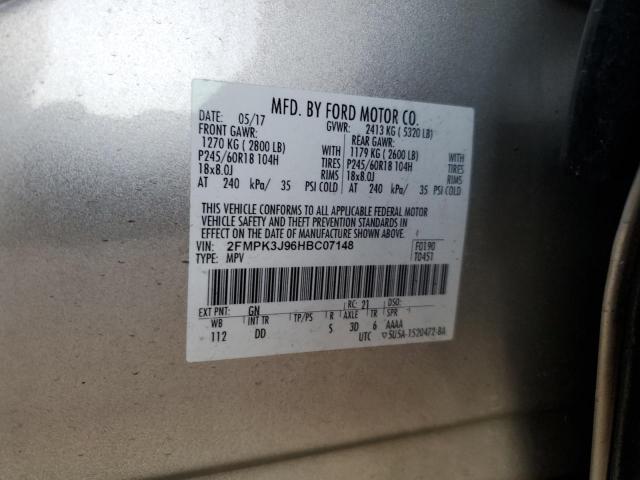 MFD. BY FORD MOTOR CO.
DATE: 05/17 GVWR: 2413 KG ( 5320 LB)
FRONT GAWR: REAR GAWR:
1270 KG ( 2800 LB) WITH 1179 KG ( 2600 LB) WITH
P245/60R18 104H TIRES P245/60R18 104H TIRES
18x8.0J RIMS 18x8.0J RIMS
AT 240 kPa/ 35 PSI COLD AT 240 kPa/ 35 PSI COLD
THIS VEHICLE CONFORMS TO ALL APPLICABLE FEDERAL MOTOR
VEHICLE SAFETY AND THEFT PREVENTION STANDARDS IN
EFFECT ON THE DATE OF MANUFACTURE SHOWN ABOVE.
VIN: 2FMPK3J96HBC07148 F0190
TYPE: MPV T0451
EXT PNT: GN RC: 21 DSO:
WB INT TR TP/PS R AXLE TR SPR
112 DD S 3D 6 AAAA
UTC ▽5U5A-1520472-BA